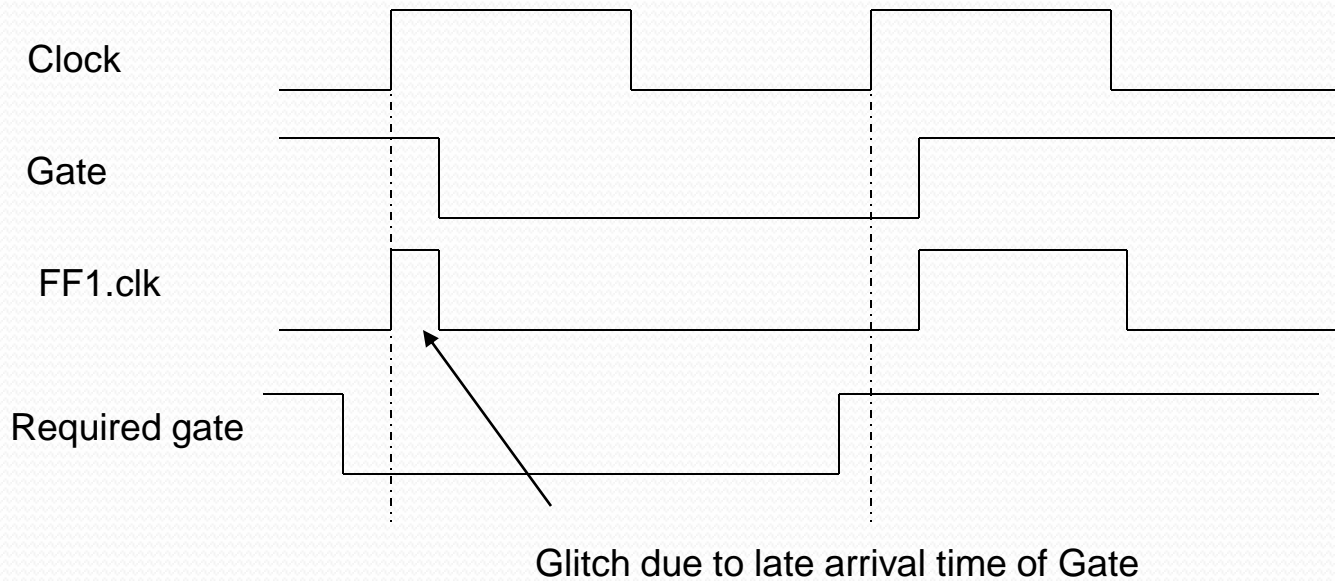 Clock
Gate
FF1.clk
Required gate
Glitch due to late arrival time of Gate